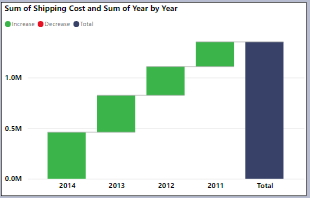 Sum of Shipping Cost and Sum of Year by Year
Increase Decrease Total
1.0M
0.5M
0.0M
2014 2013 2012 2011 Total